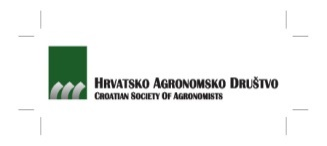 HRVATSKO AGRONOMSKO DRUŠTVO
CROATIAN SOCIETY OF AGRONOMISTS